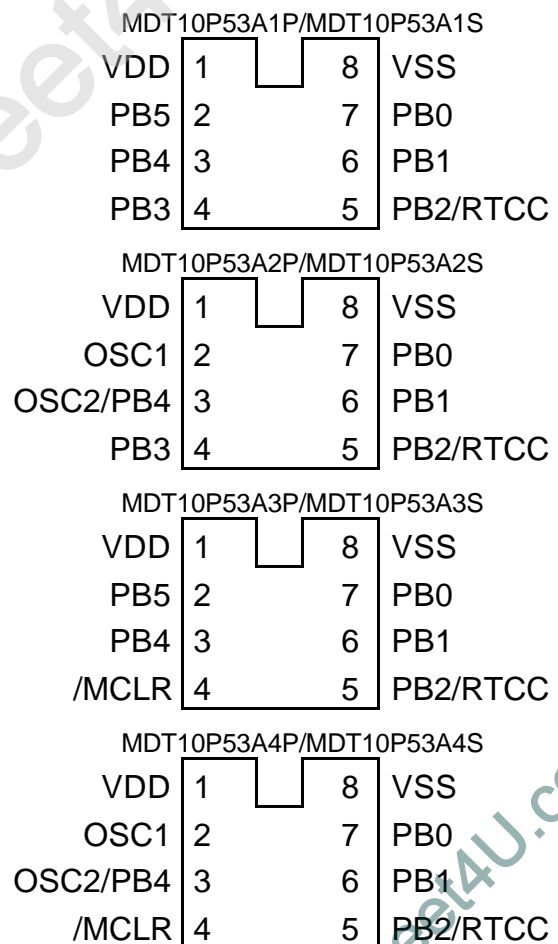 MDT10P53A1P/MDT10P53A1S
VDD 1 8 VSS
PB5 2 7 PB0
PB4 3 6 PB1
PB3 4 5 PB2/RTCC
MDT10P53A2P/MDT10P53A2S
VDD 1 8 VSS
OSC1 2 7 PB0
OSC2/PB4 3 6 PB1
PB3 4 5 PB2/RTCC
MDT10P53A3P/MDT10P53A3S
VDD 1 8 VSS
PB5 2 7 PB0
PB4 3 6 PB1
/MCLR 4 5 PB2/RTCC
MDT10P53A4P/MDT10P53A4S
VDD 1 8 VSS
OSC1 2 7 PB0
OSC2/PB4 3 6 PB1
/MCLR 4 5 PB2/RTCC